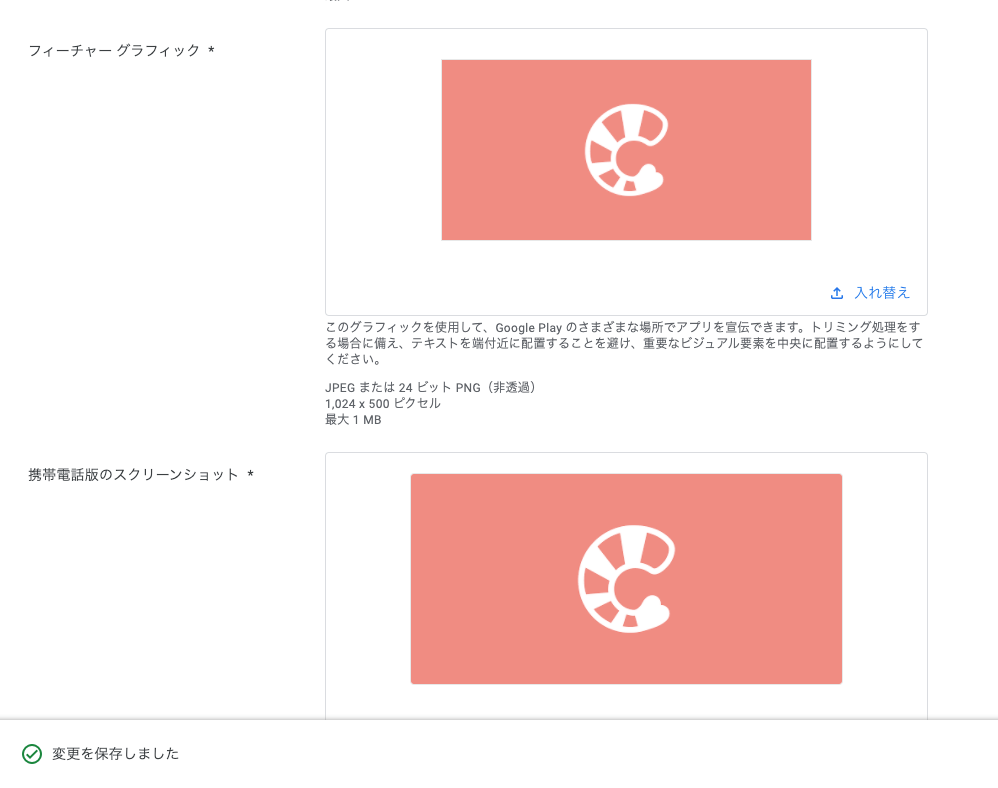 フィーチャー グラフィック *
入れ替え
このグラフィックを使用して、Google Play のさまざまな場所でアプリを宣伝できます。トリミング処理をす
る場合に備え、テキストを端付近に配置することを避け、重要なビジュアル要素を中央に配置するようにして
ください。
JPEG または 24 ビット PNG（非透過）
1,024 x 500 ピクセル
最大 1 MB
携帯電話版のスクリーンショット *
変更を保存しました